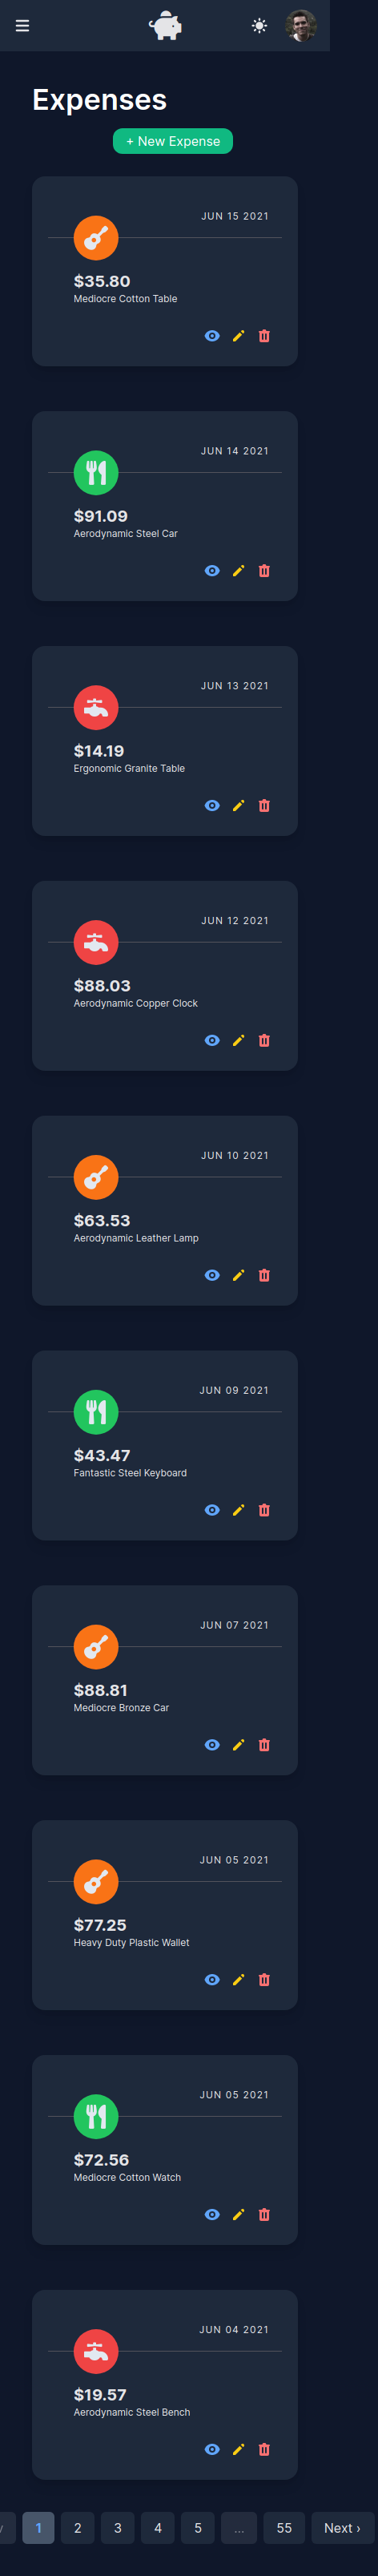 Expenses
+ New Expense
JUN 15 2021
$35.80
Mediocre Cotton Table
JUN 14 2021
$91.09
Aerodynamic Steel Car
JUN 13 2021
$14.19
Ergonomic Granite Table
JUN 12 2021
$88.03
Aerodynamic Copper Clock
JUN 10 2021
$63.53
Aerodynamic Leather Lamp
JUN 09 2021
$43.47
Fantastic Steel Keyboard
JUN 07 2021
$88.81
Mediocre Bronze Car
JUN 05 2021
$77.25
Heavy Duty Plastic Wallet
JUN 05 2021
$72.56
Mediocre Cotton Watch
JUN 04 2021
$19.57
Aerodynamic Steel Bench
1 2 3 4 5 ... 55 Next ›